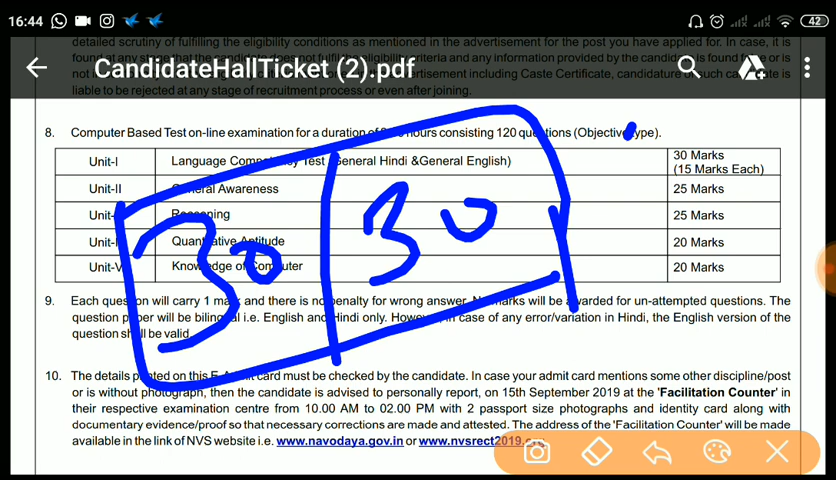 16:44
42
CandidateHallTicket (2).pdf
detailed scrutiny of fulfilling the eligibility conditions as mentioned in the advertisement for the post you have applied for. In case, it is
liable to be rejected at any stage of recruitment process or even after joining.
8. Computer Based Test on-line examination for a duration of hours consisting 120 questions (Objective type).
Unit-I Language Competency Test (General Hindi &General English) 30 Marks
(15 Marks Each)
Unit-II General Awareness 25 Marks
Reasoning 25 Marks
Quantitative Aptitude 20 Marks
Unit-V Knowledge of Computer 20 Marks
30 30
9. Each question will carry 1 mark and there is no penalty for wrong answer. No marks will be awarded for un-attempted questions. The
question paper will be bilingual i.e. English and Hindi only. However, in case of any error/variation in Hindi, the English version of the
question shall be valid.
10. The details printed on this E-Admit card must be checked by the candidate. In case your admit card mentions some other discipline/post
or is without photograph, then the candidate is advised to personally report, on 15th September 2019 at the 'Facilitation Counter' in
their respective examination centre from 10.00 AM to 02.00 PM with 2 passport size photographs and identity card along with
documentary evidence/proof so that necessary corrections are made and attested. The address of the 'Facilitation Counter' will be made
available in the link of NVS website i.e. www.navodaya.gov.in or www.nvsrect2019.org